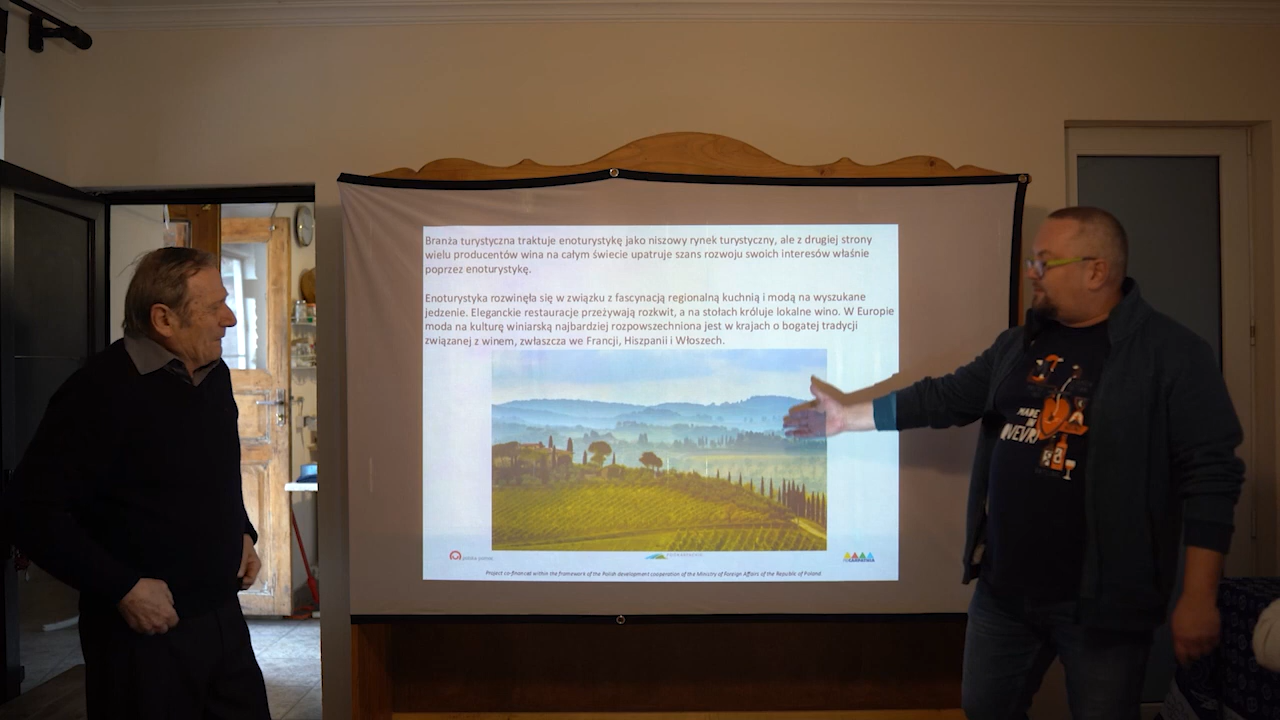 Branża turystyczna traktuje enoturystykę jako niszowy rynek turystyczny, ale z drugiej strony
wielu producentów wina na całym świecie upatruje szans rozwoju swoich interesów właśnie
poprzez enoturystykę.
Enoturystyka rozwinęła się w związku z fascynacją regionalną kuchnią i modą na wyszukane
jedzenie. Eleganckie restauracje przeżywają rozkwit, a na stołach króluje lokalne wino. W Europie
moda na kulturę winiarską najbardziej rozpowszechniona jest w krajach o bogatej tradycji
związanej z winem, zwłaszcza we Francji, Hiszpanii i Włoszech.
polska pomoc
Project co-financed within the framework of the Polish development cooperation of the Ministry of Foreign Affairs of the Republic of Poland
MADE
IN
QVEVRI